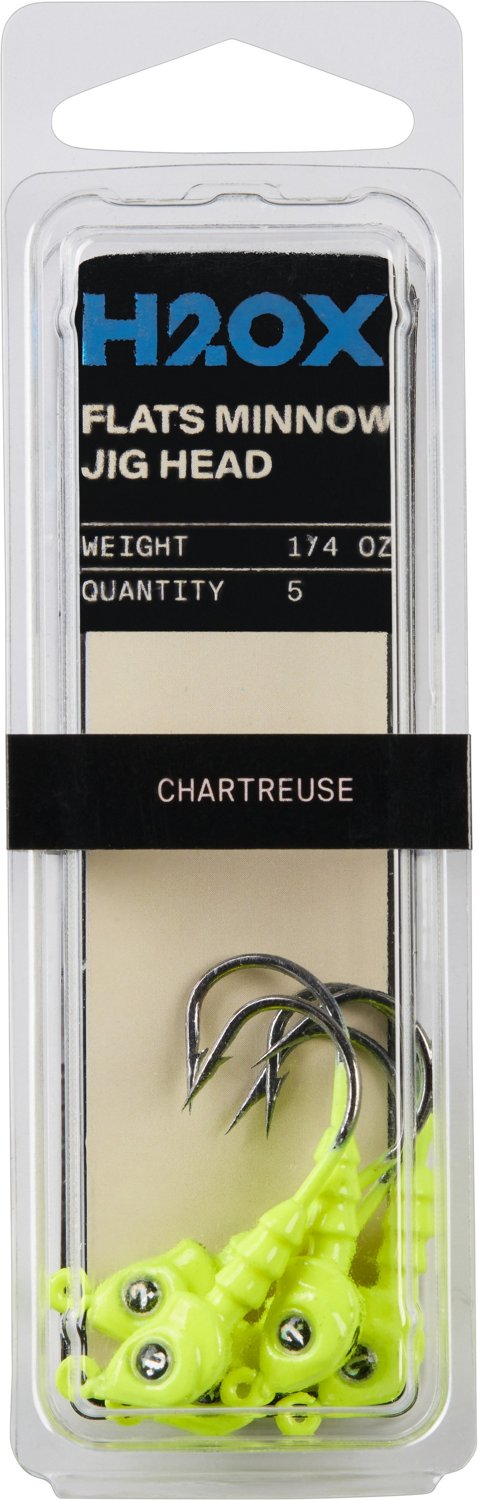 H2OX
FLATS MINNOW
JIG HEAD
WEIGHT 1/4 OZ
QUANTITY 5
CHARTREUSE